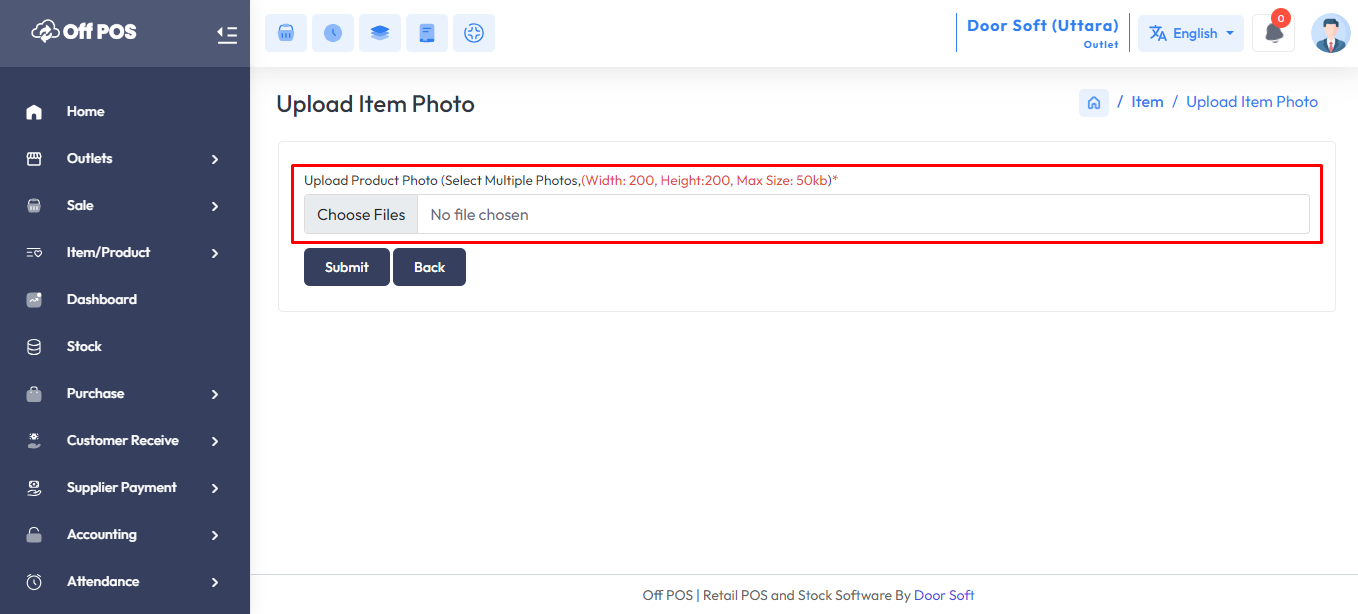 Off POS
Door Soft (Uttara)
Outlet
English
0
Home
Outlets
Sale
Item/Product
Dashboard
Stock
Purchase
Customer Receive
Supplier Payment
Accounting
Attendance
Upload Item Photo
/ Item / Upload Item Photo
Upload Product Photo (Select Multiple Photos,(Width: 200, Height:200, Max Size: 50kb)*
Choose Files No file chosen
Submit Back
Off POS | Retail POS and Stock Software By Door Soft